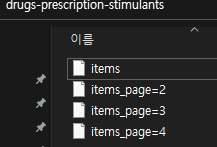 drugs-prescription-stimulants
이름
items
items_page=2
items_page=3
items_page=4